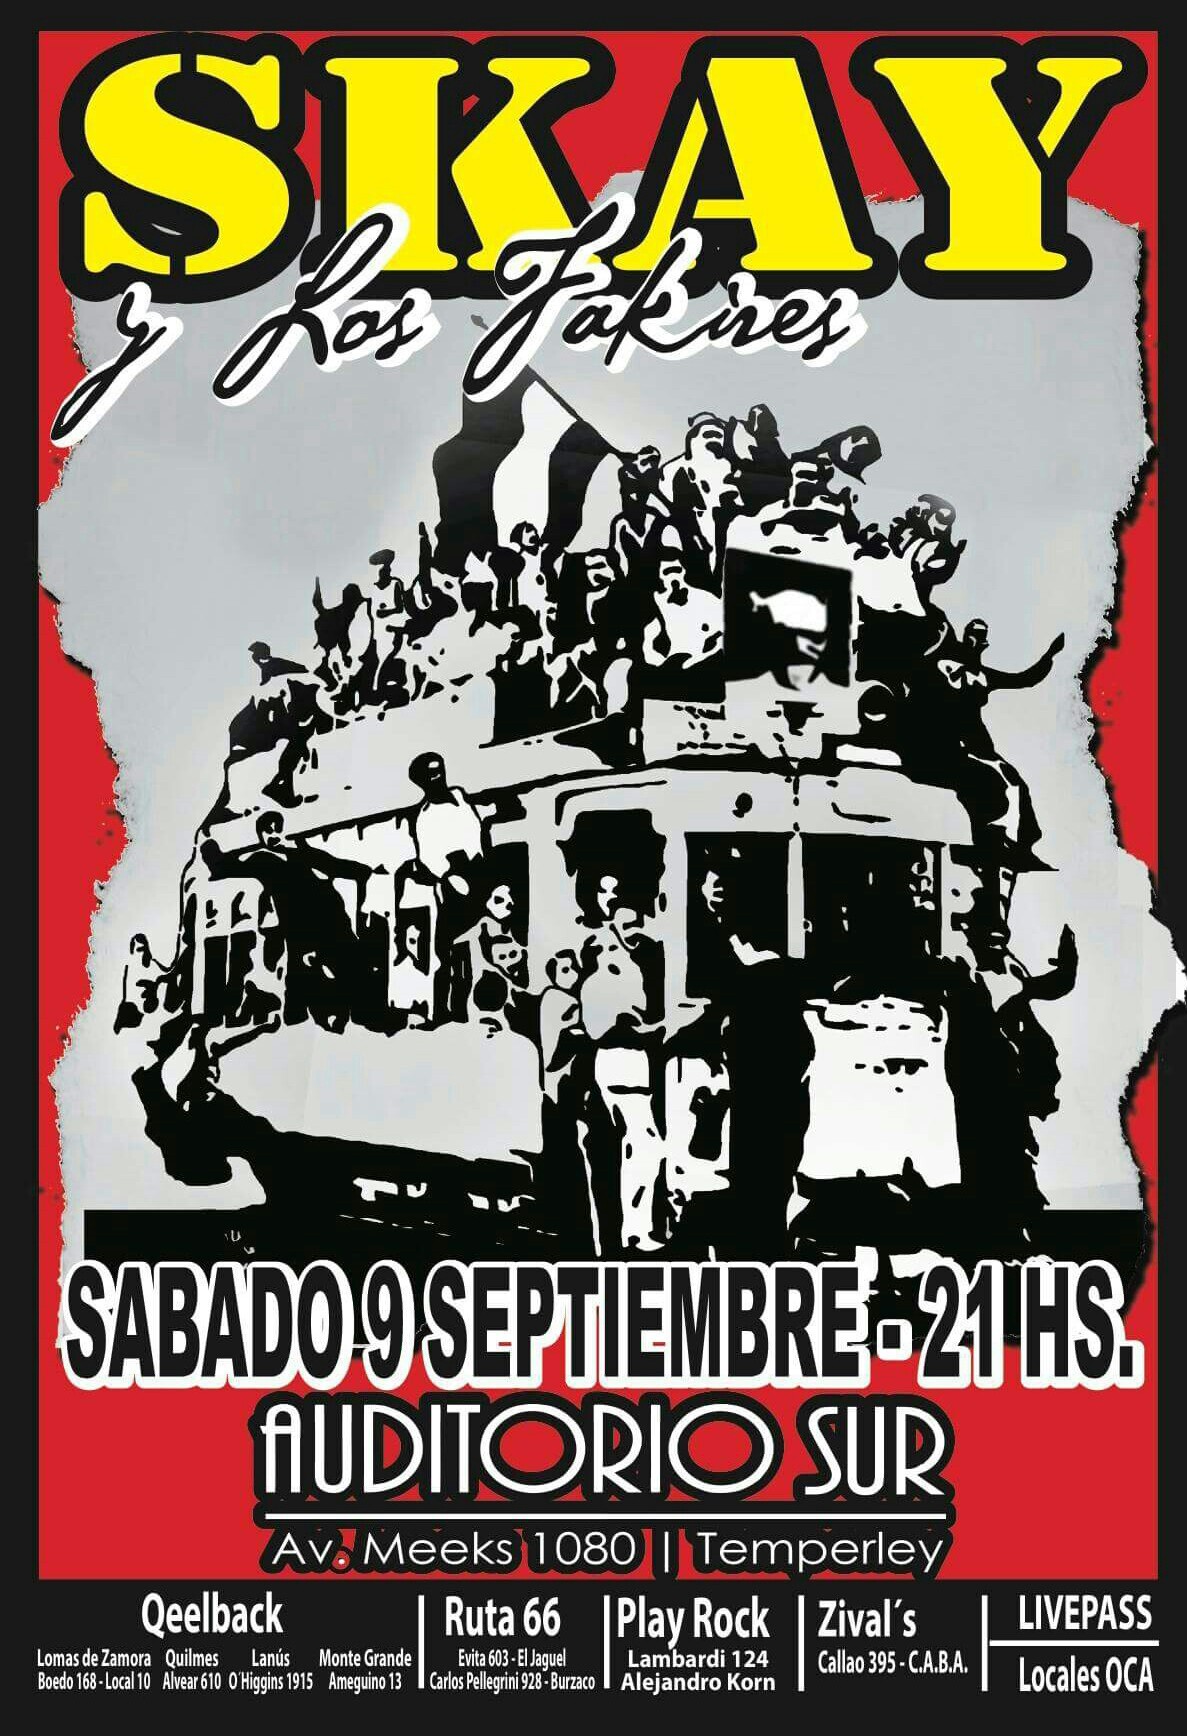 SKAY
y Los Fakires
SABADO 9 SEPTIEMBRE - 21 HS.
AUDITORIO SUR
Av. Meeks 1080 | Temperley
Qeelback
Lomas de Zamora Quilmes Lanús Monte Grande
Boedo 168 - Local 10 Alvear 610 O´Higgins 1915 Ameguino 13
Ruta 66
Evita 603 - El Jaguel
Carlos Pellegrini 928 - Burzaco
Play Rock
Lambardi 124
Alejandro Korn
Zival´s
Callao 395 - C.A.B.A.
LIVEPASS
Locales OCA